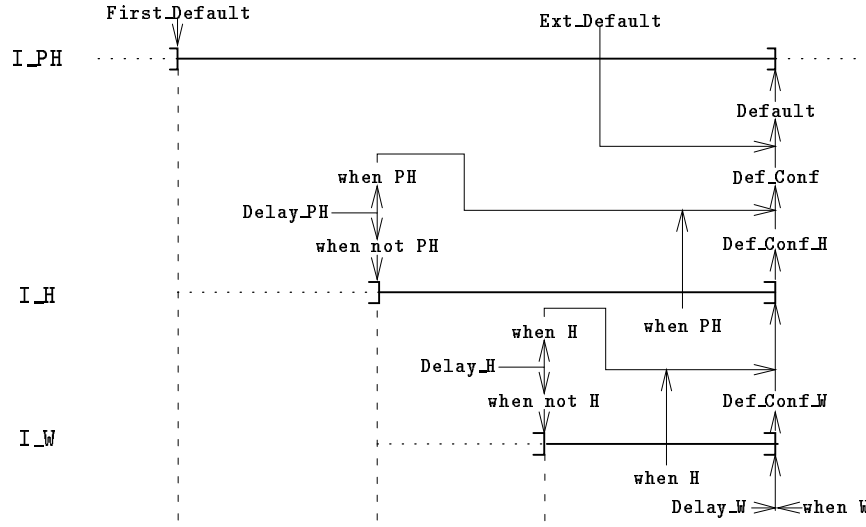 First_Default
Ext_Default
I_PH
Default
when PH
Def_Conf
Delay_PH
when not PH
Def_Conf_H
I_H
when PH
when H
Delay_H
when not H
Def_Conf_W
I_W
when H
Delay_W
when W